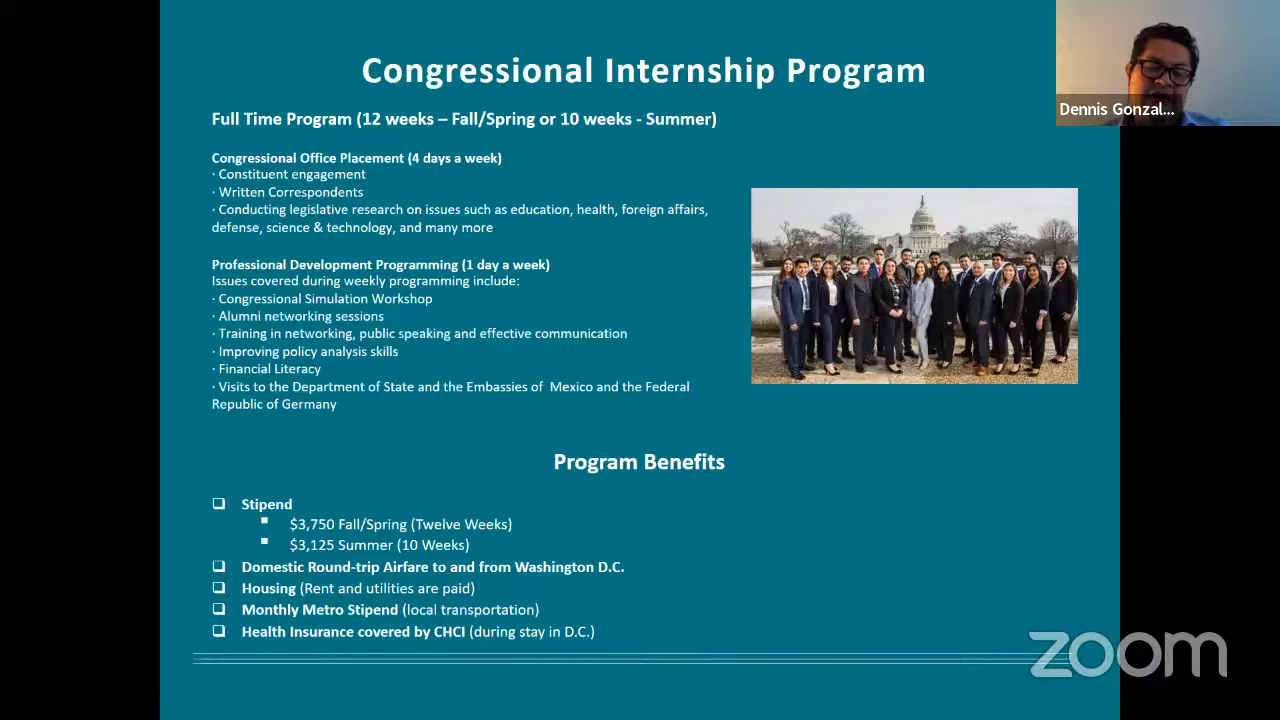 Congressional Internship Program
Dennis Gonzal...
Full Time Program (12 weeks – Fall/Spring or 10 weeks - Summer)
Congressional Office Placement (4 days a week)
· Constituent engagement
· Written Correspondents
· Conducting legislative research on issues such as education, health, foreign affairs,
defense, science & technology, and many more
Professional Development Programming (1 day a week)
Issues covered during weekly programming include:
· Congressional Simulation Workshop
· Alumni networking sessions
· Training in networking, public speaking and effective communication
· Improving policy analysis skills
· Financial Literacy
· Visits to the Department of State and the Embassies of  Mexico and the Federal
Republic of Germany
Program Benefits
❑ Stipend
▪ $3,750 Fall/Spring (Twelve Weeks)
▪ $3,125 Summer (10 Weeks)
❑ Domestic Round-trip Airfare to and from Washington D.C.
❑ Housing (Rent and utilities are paid)
❑ Monthly Metro Stipend (local transportation)
❑ Health Insurance covered by CHCI (during stay in D.C.)
zoom